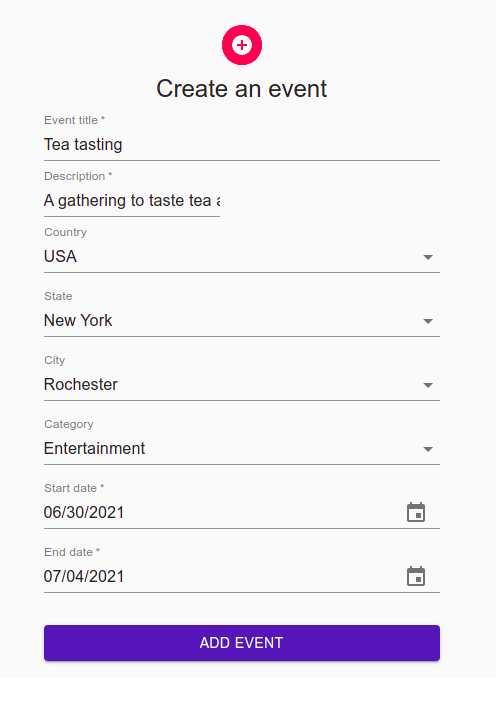 Create an event
Event title *
Tea tasting
Description *
A gathering to taste tea
Country
USA
State
New York
City
Rochester
Category
Entertainment
Start date *
06/30/2021
End date *
07/04/2021
ADD EVENT